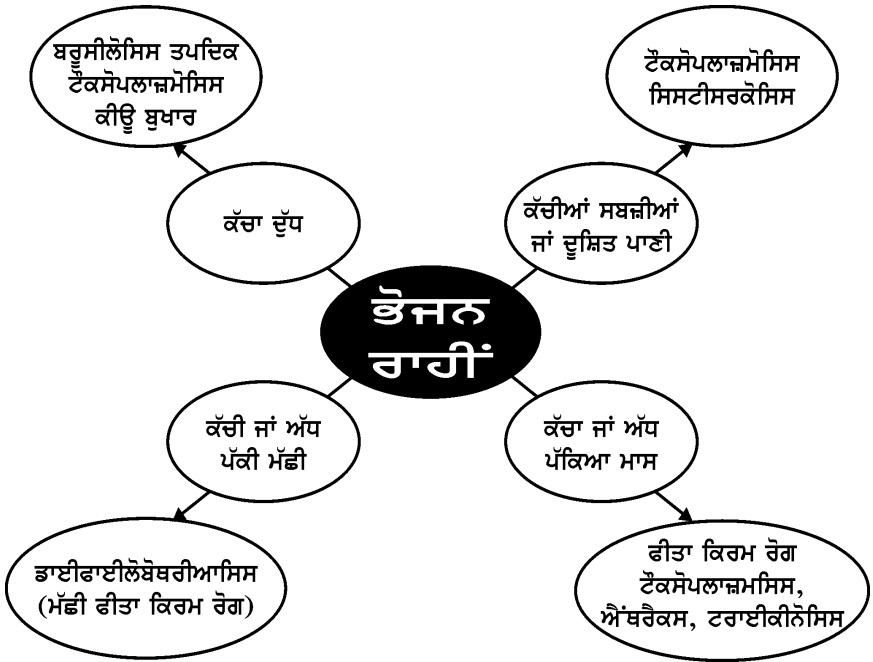 ਬਰੂਸੀਲੋਸਿਸ ਤਪਦਿਕ
ਟੌਕਸੋਪਲਾਜ਼ਮੋਸਿਸ
ਕੀਊ ਬੁਖਾਰ
ਟੌਕਸੋਪਲਾਜ਼ਮੋਸਿਸ
ਸਿਸਟੀਸਰਕੋਸਿਸ
ਕੱਚਾ ਦੁੱਧ
ਕੱਚੀਆਂ ਸਬਜ਼ੀਆਂ
ਜਾਂ ਦੂਸ਼ਿਤ ਪਾਣੀ
ਭੋਜਨ
ਰਾਹੀਂ
ਕੱਚੀ ਜਾਂ ਅੱਧ
ਪੱਕੀ ਮੱਛੀ
ਕੱਚਾ ਜਾਂ ਅੱਧ
ਪੱਕਿਆ ਮਾਸ
ਡਾਈਫਾਈਲੋਬੋਥਰੀਆਸਿਸ
(ਮੱਛੀ ਫੀਤਾ ਕਿਰਮ ਰੋਗ)
ਫੀਤਾ ਕਿਰਮ ਰੋਗ
ਟੌਕਸੋਪਲਾਜ਼ਮਸਿਸ,
ਐਂਥਰੈਕਸ, ਟਰਾਈਕੀਨੋਸਿਸ